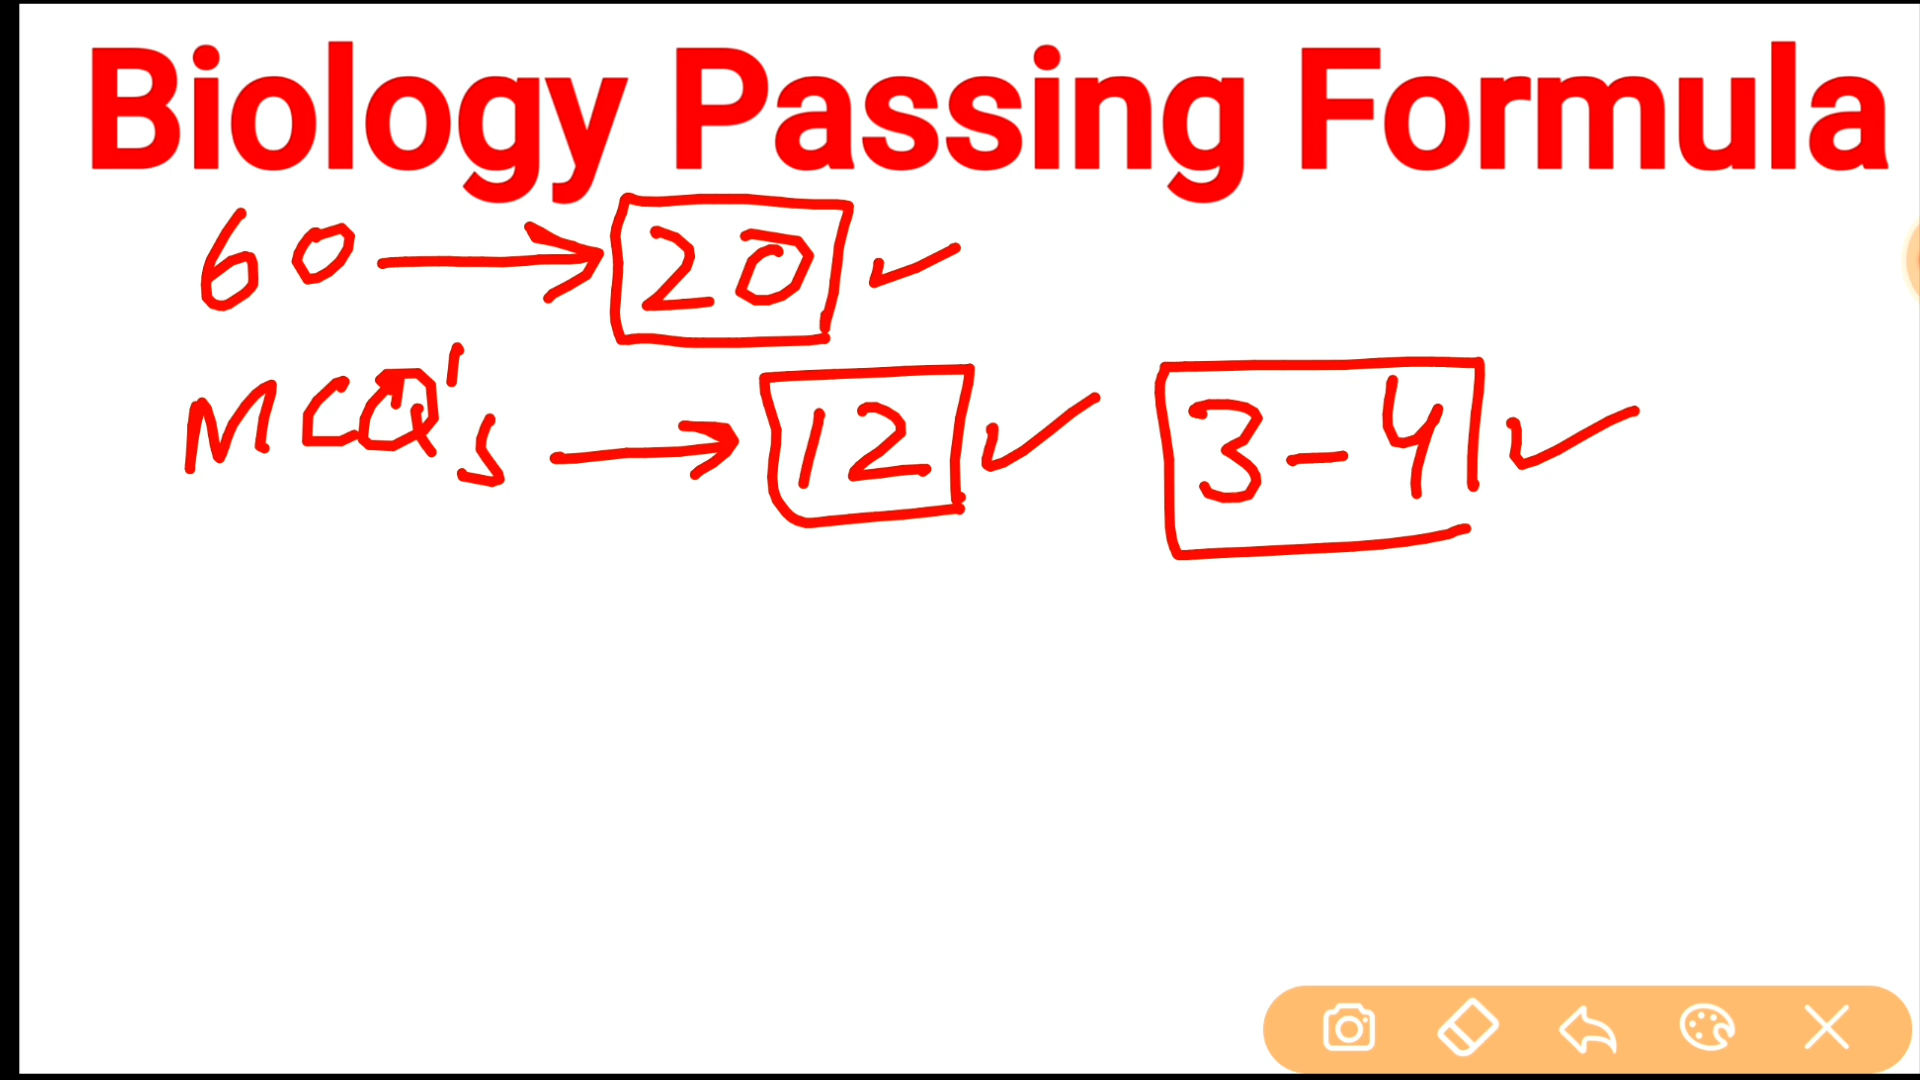 Biology Passing Formula
60 → 20 ✓
MCQ's → 12 ✓ 3-4 ✓